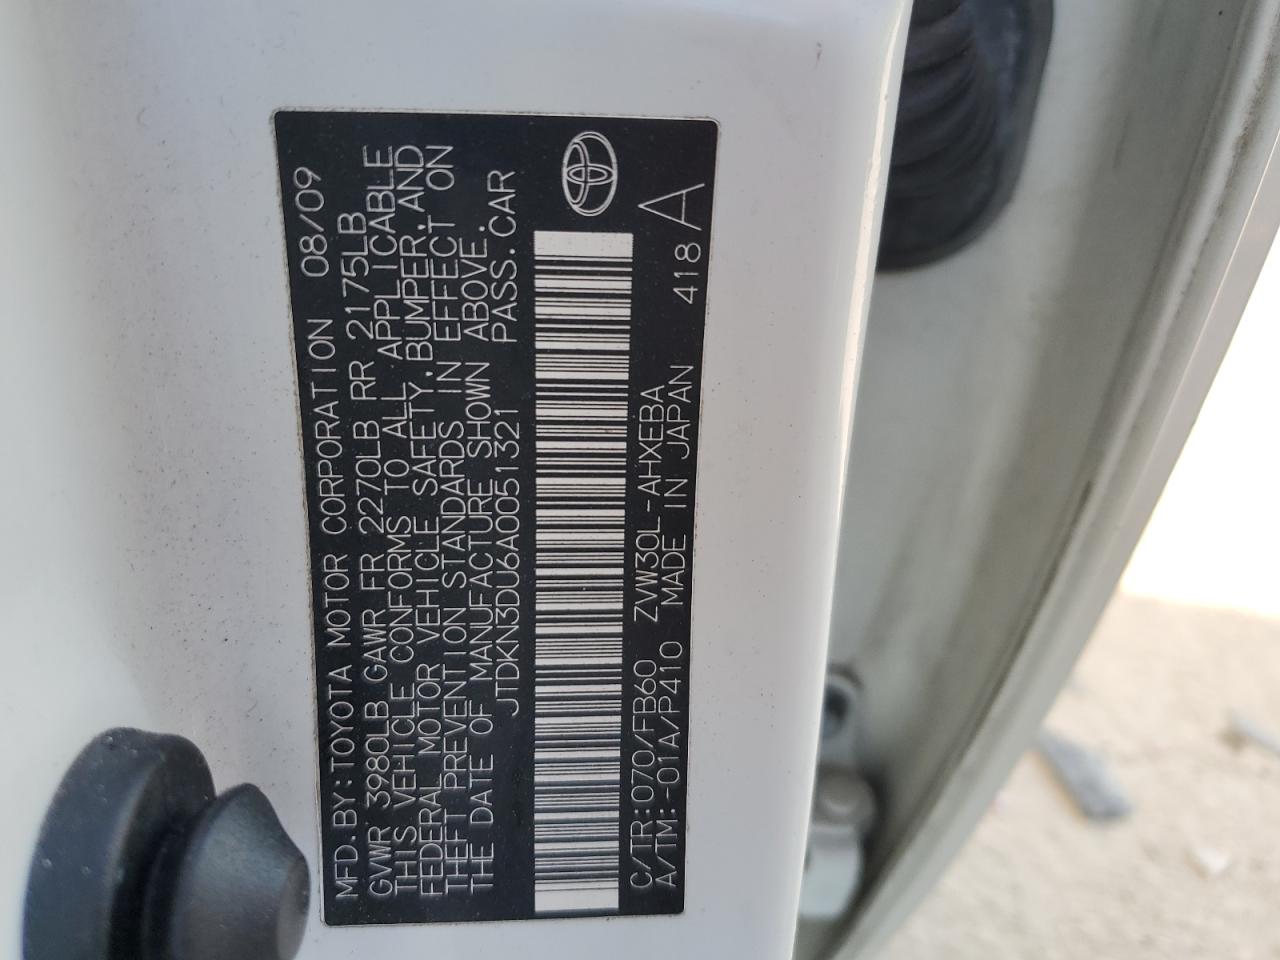 MFD.BY:TOYOTA MOTOR CORPORATION 08/09
GVWR 3980LB GAWR FR 2270LB RR 2175LB
THIS VEHICLE CONFORMS TO ALL APPLICABLE
FEDERAL MOTOR VEHICLE SAFETY,BUMPER,AND
THEFT PREVENTION STANDARDS IN EFFECT ON
THE DATE OF MANUFACTURE SHOWN ABOVE.
JTDKN3DU6A0051321 PASS.CAR
C/TR:070/FB60 ZVW30L-AHXEBA
A/TM:-01A/P410 MADE IN JAPAN 418 A